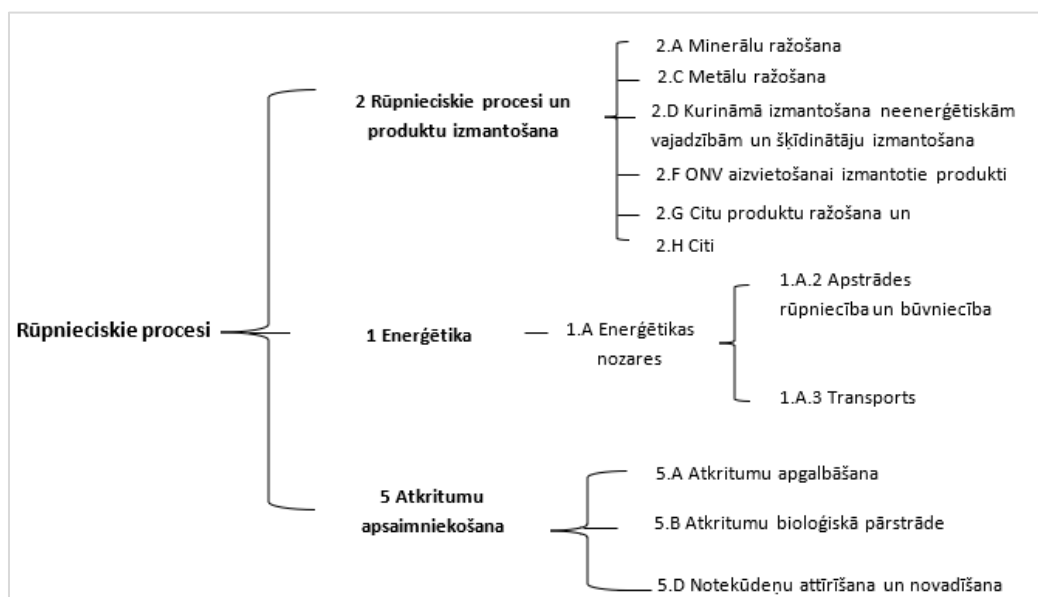 2.A Minerālu ražošana
2.C Metālu ražošana
2 Rūpnieciskie procesi un
produktu izmantošana
2.D Kurināmā izmantošana neenerģētiskām
vajadzībām un šķīdinātāju izmantošana
2.F ONV aizvietošanai izmantotie produkti
2.G Citu produktu ražošana un
2.H Citi
Rūpnieciskie procesi
1 Enerģētika
1.A Enerģētikas
nozares
1.A.2 Apstrādes
rūpniecība un būvniecība
1.A.3 Transports
5 Atkritumu
apsaimniekošana
5.A Atkritumu apgalbāšana
5.B Atkritumu bioloģiskā pārstrāde
5.D Notekūdeņu attīrīšana un novadīšana